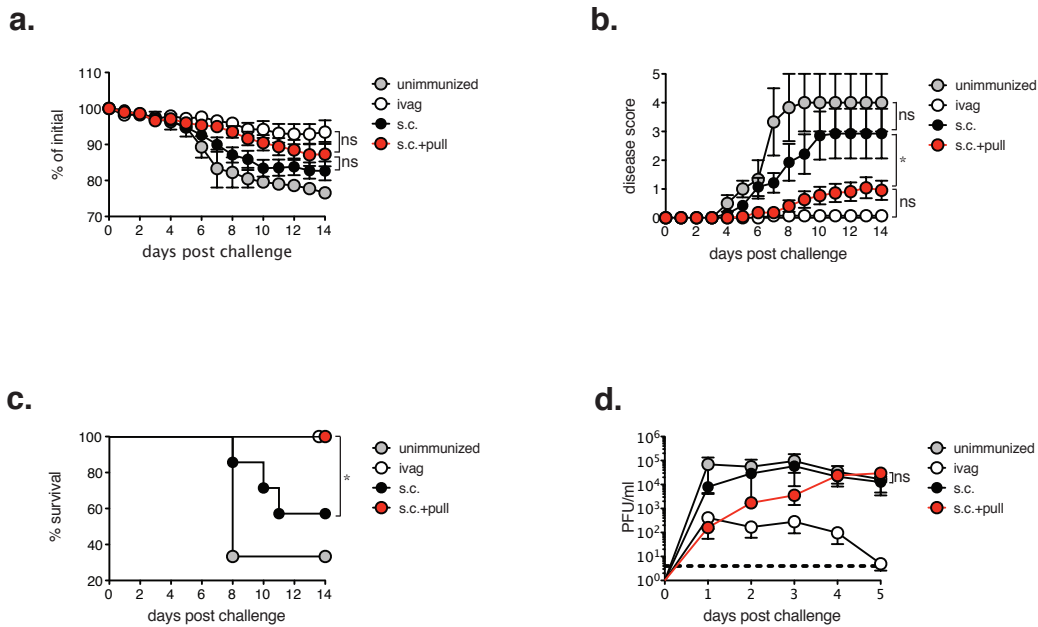 a.
110
100
90
80
70
% of initial
0 2 4 6 8 10 12 14
days post challenge
unimmunized
ivag
s.c.
s.c.+pull
ns
ns
b.
5
4
3
2
1
0
disease score
0 2 4 6 8 10 12 14
days post challenge
unimmunized
ivag
s.c.
s.c.+pull
ns
*
ns
c.
100
80
60
40
20
% survival
0 2 4 6 8 10 12 14
days post challenge
unimmunized
ivag
s.c.
s.c.+pull
*
d.
10⁶
10⁵
10⁴
10³
10²
10¹
10⁰
PFU/ml
0 1 2 3 4 5
days post challenge
unimmunized
ivag
s.c.
s.c.+pull
ns